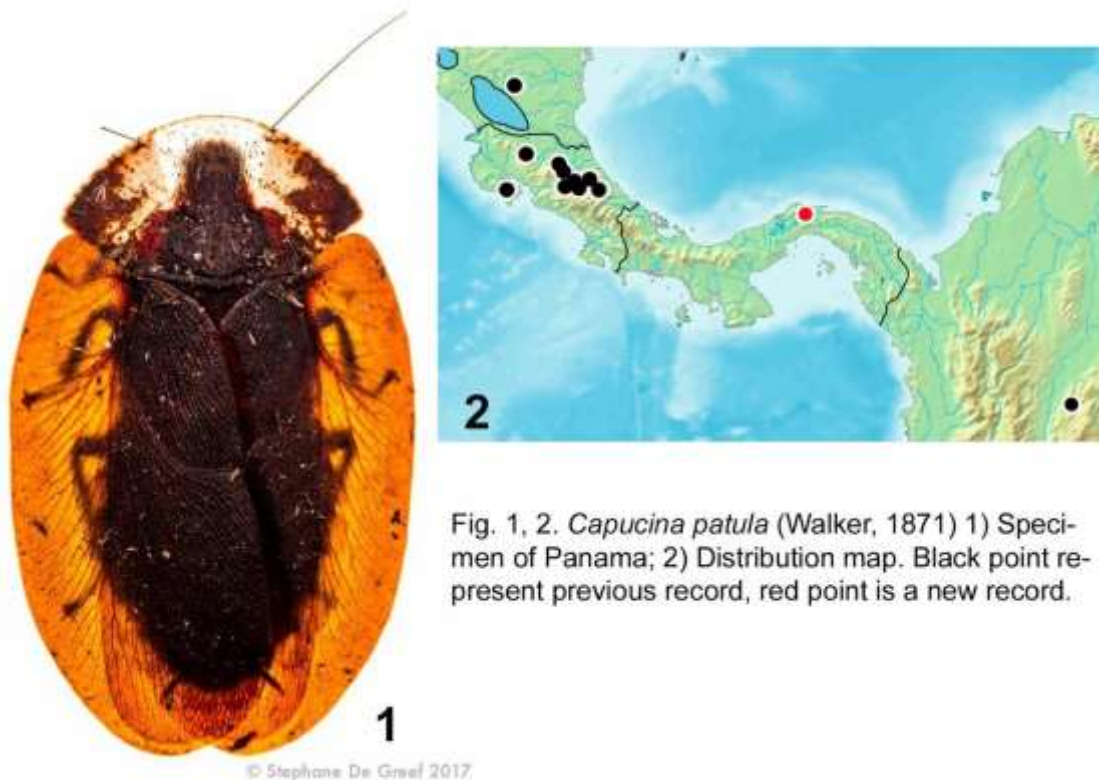 1
2
Fig. 1, 2. Capucina patula (Walker, 1871) 1) Speci-
men of Panama; 2) Distribution map. Black point re-
present previous record, red point is a new record.
© Stephane De Greef 2017